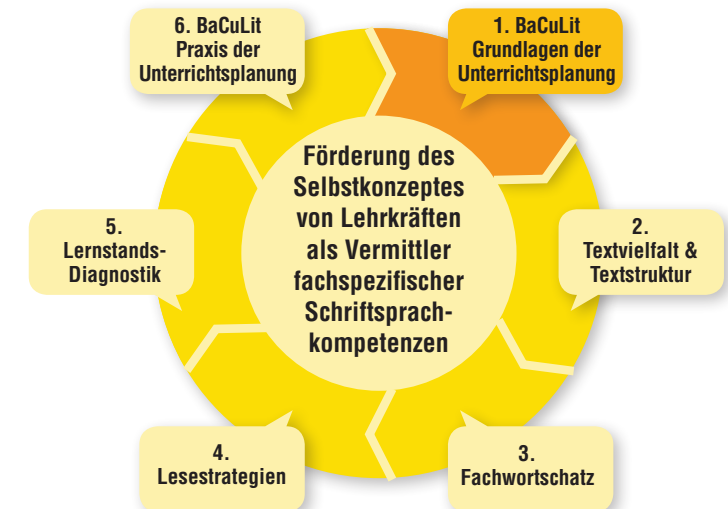 6. BaCuLit
Praxis der
Unterrichtsplanung
1. BaCuLit
Grundlagen der
Unterrichtsplanung
Förderung des
Selbstkonzeptes
von Lehrkräften
als Vermittler
fachspezifischer
Schriftsprach-
kompetenzen
5.
Lernstands-
Diagnostik
2.
Textvielfalt &
Textstruktur
4.
Lesestrategien
3.
Fachwortschatz